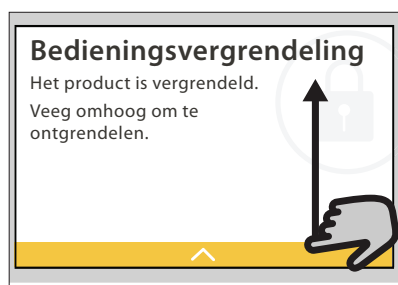 Bedieningsvergrendeling
Het product is vergrendeld.
Veeg omhoog om te
ontgrendelen.